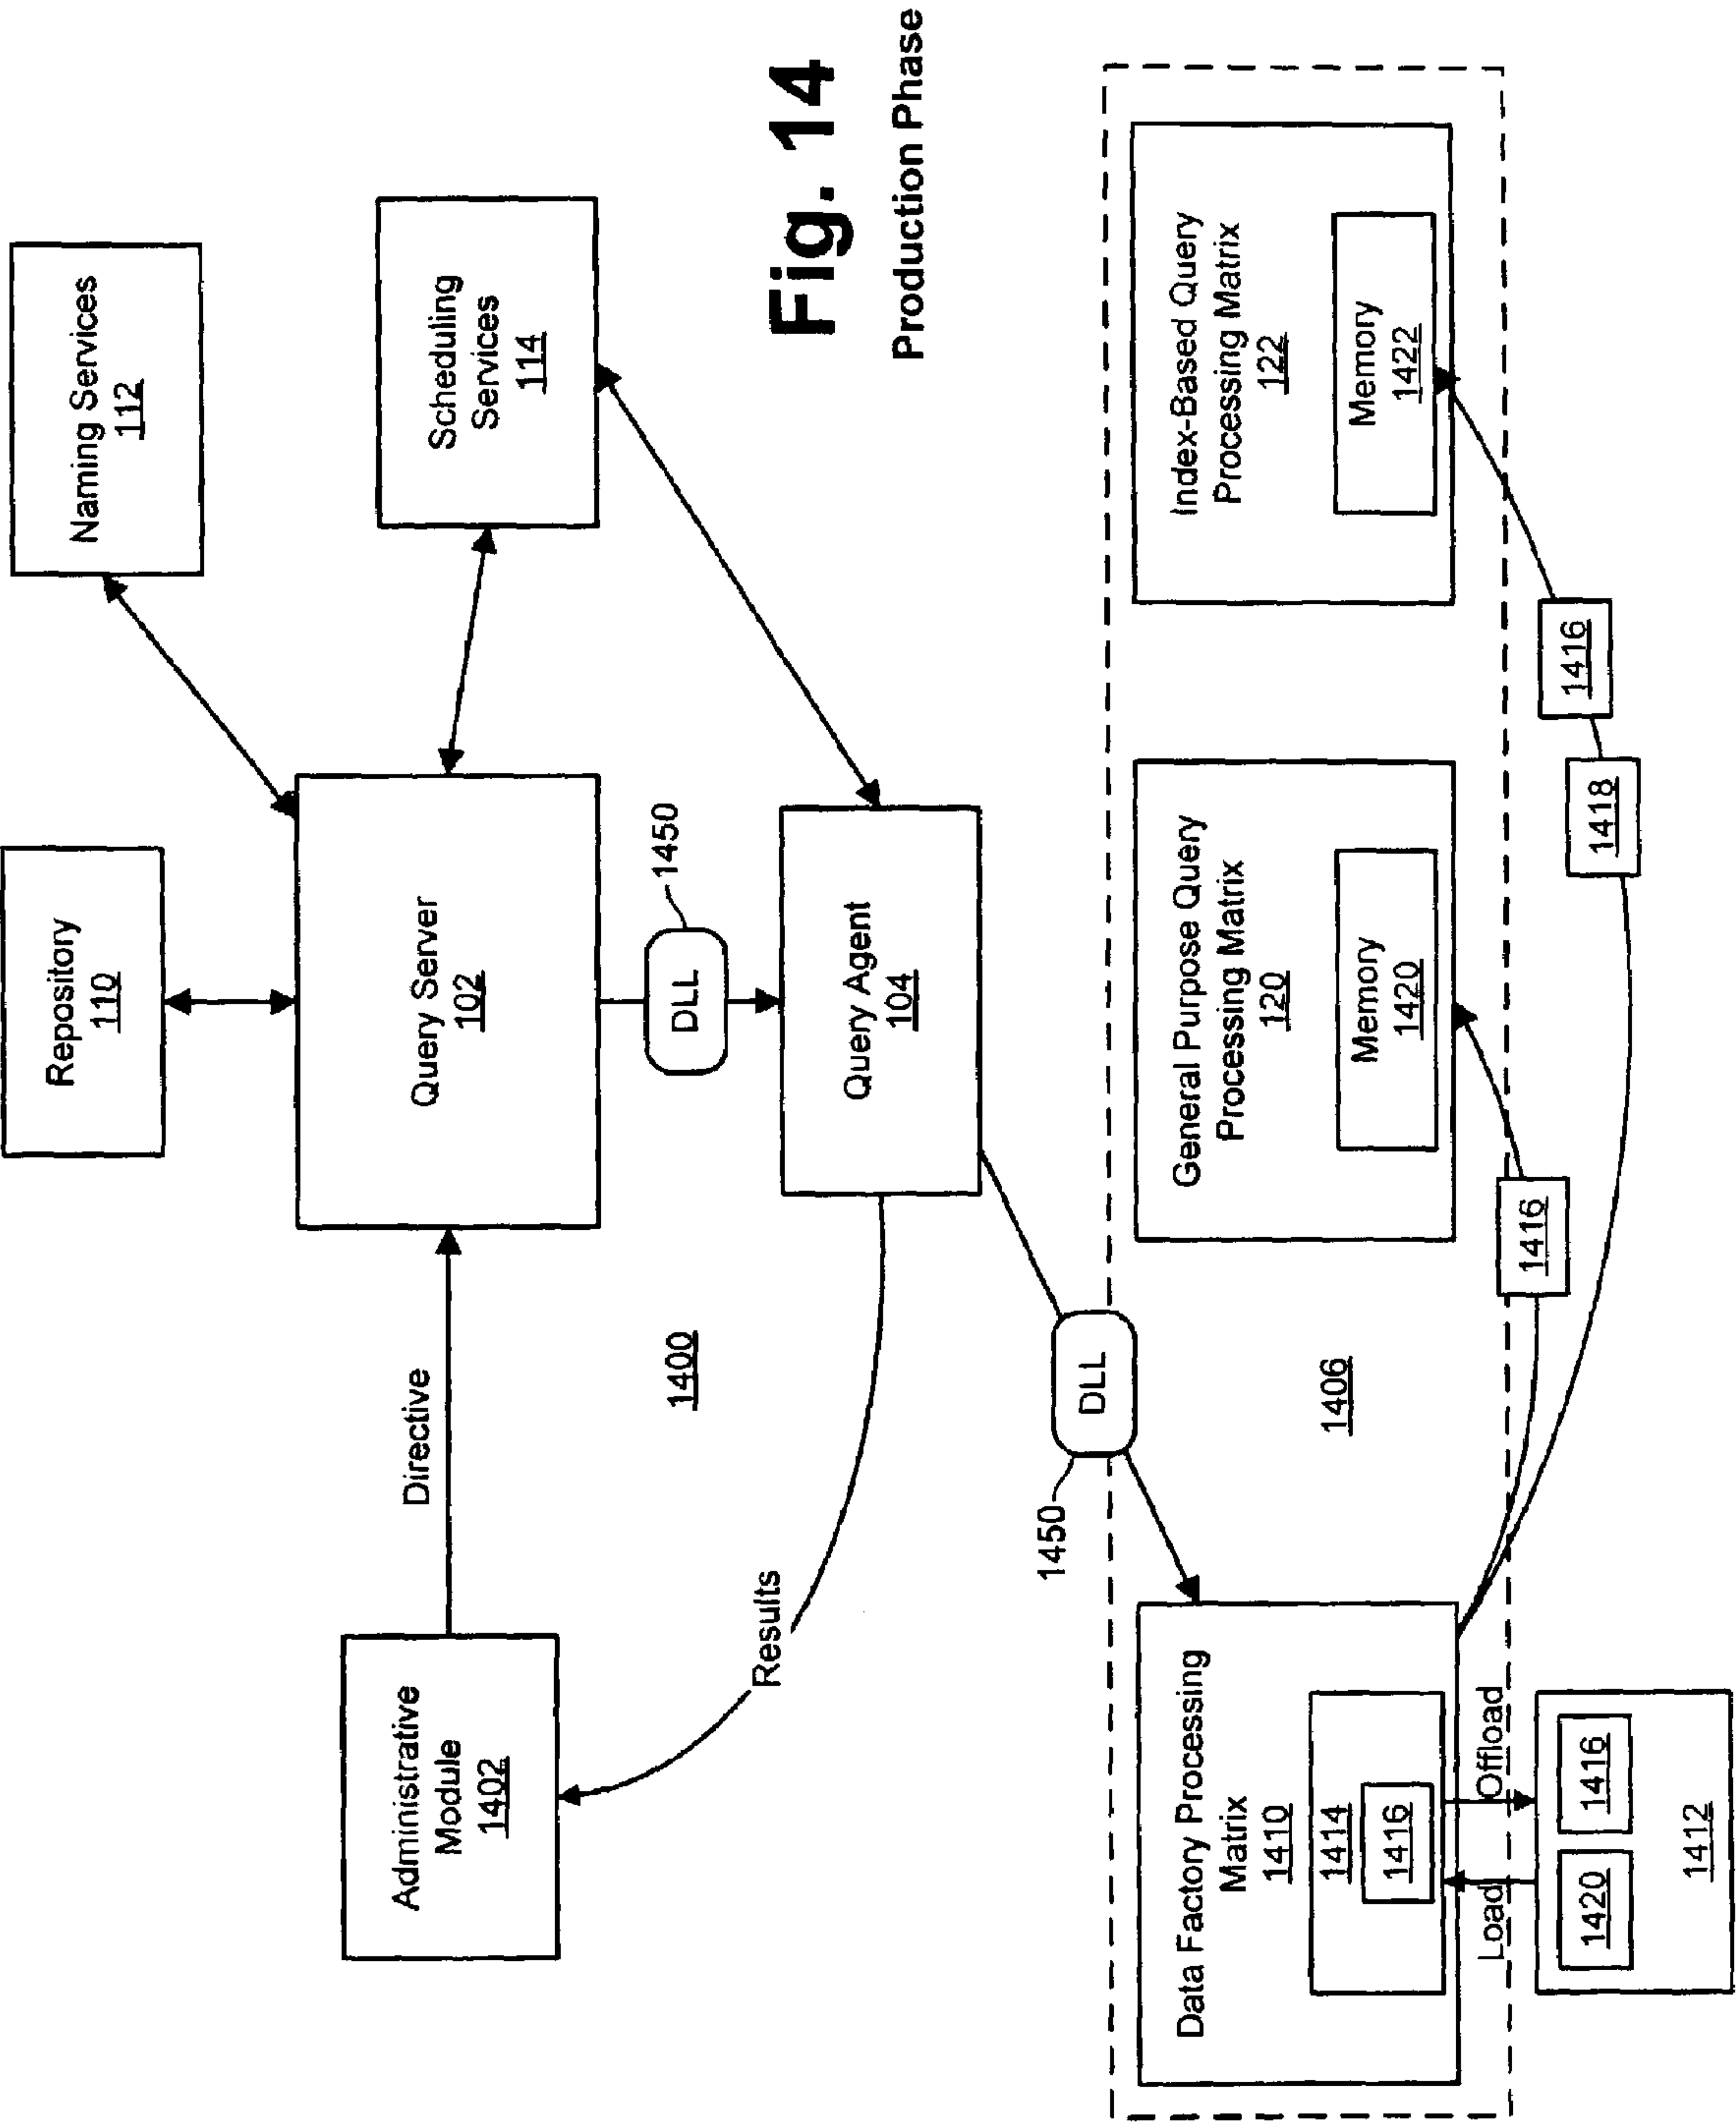 Repository
110
Naming Services
112
Directive
Administrative
Module
1402
Query Server
102
Scheduling
Services
114
1400
DLL
1450
Results
Query Agent
104
Fig. 14
Production Phase
1450
DLL
1406
Data Factory Processing
Matrix
1410
1414
1416
General Purpose Query
Processing Matrix
120
Memory
1420
Index-Based Query
Processing Matrix
122
Memory
1422
Load
Offload
1420
1416
1412
1416
1418
1416